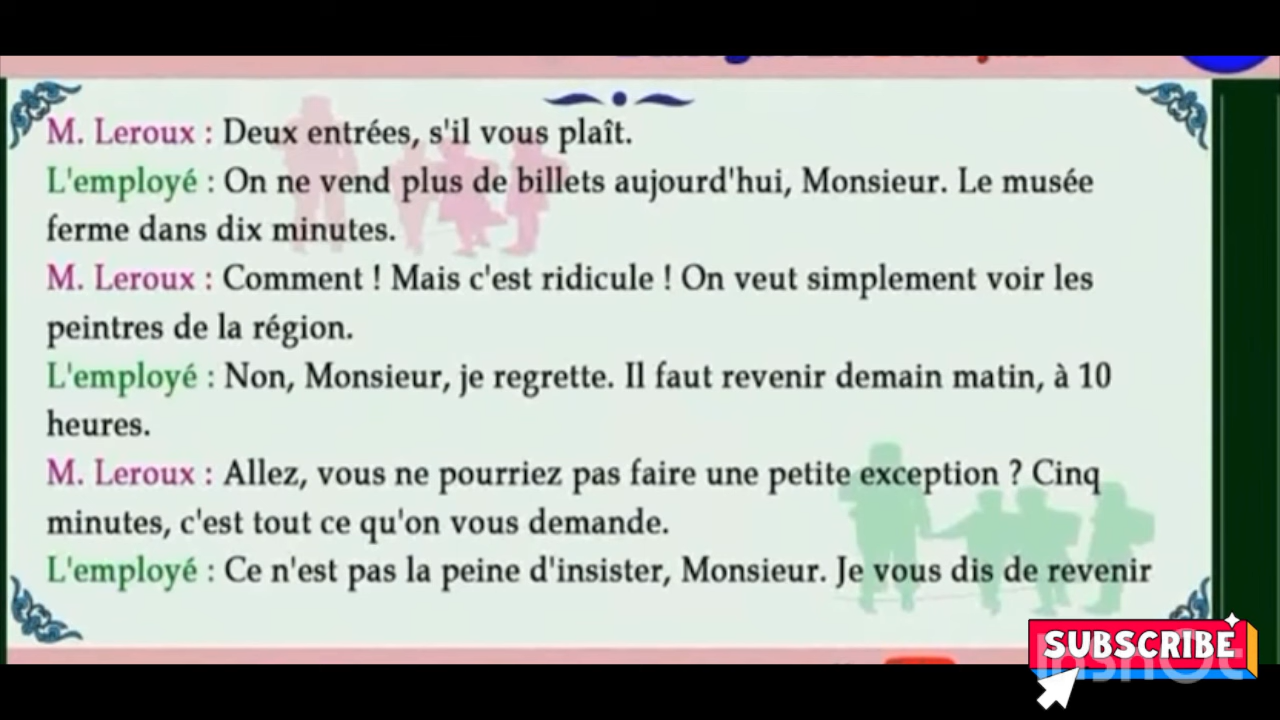 M. Leroux : Deux entrées, s'il vous plaît.
L'employé : On ne vend plus de billets aujourd'hui, Monsieur. Le musée
ferme dans dix minutes.
M. Leroux : Comment ! Mais c'est ridicule ! On veut simplement voir les
peintres de la région.
L'employé : Non, Monsieur, je regrette. Il faut revenir demain matin, à 10
heures.
M. Leroux : Allez, vous ne pourriez pas faire une petite exception ? Cinq
minutes, c'est tout ce qu'on vous demande.
L'employé : Ce n'est pas la peine d'insister, Monsieur. Je vous dis de revenir
SUBSCRIBE